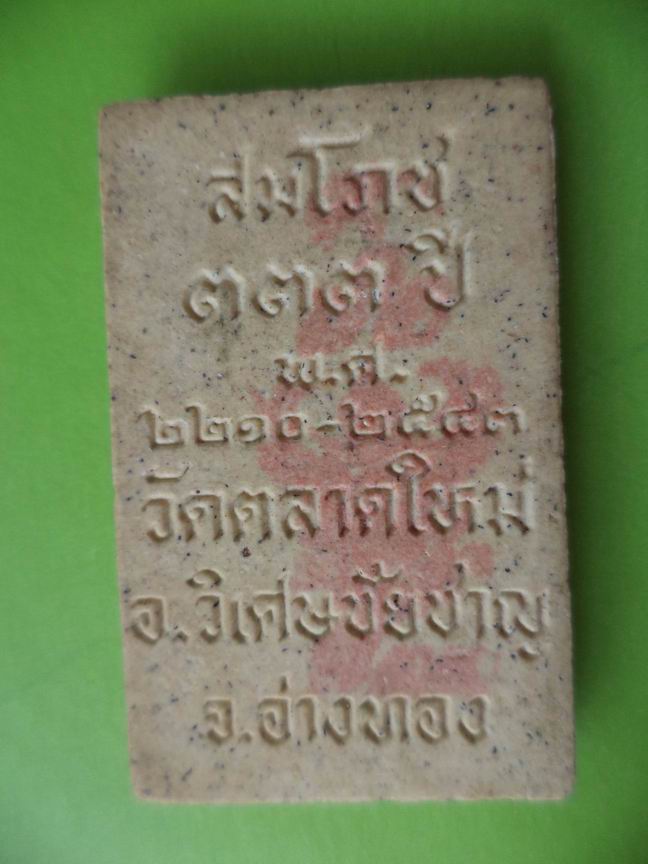 สมโภช
๓๓๓ ปี
พ.ศ.
๒๒๑๐-๒๕๔๓
วัดตลาดใหม่
อ.วิเศษชัยชาญ
จ.อ่างทอง